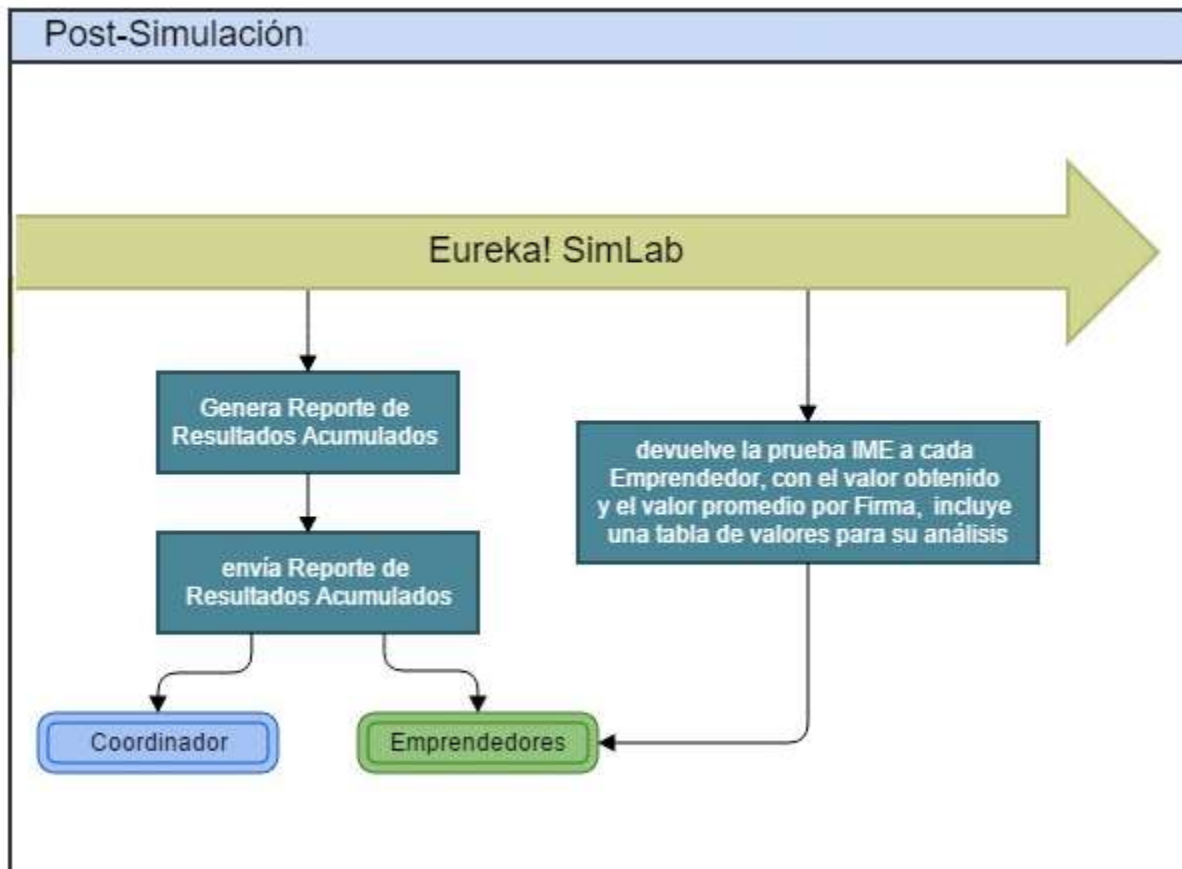 Post-Simulación
Eureka! SimLab
Genera Reporte de
Resultados Acumulados
devuelve la prueba IME a cada
Emprendedor, con el valor obtenido
y el valor promedio por Firma, incluye
una tabla de valores para su análisis
envía Reporte de
Resultados Acumulados
Coordinador
Emprendedores